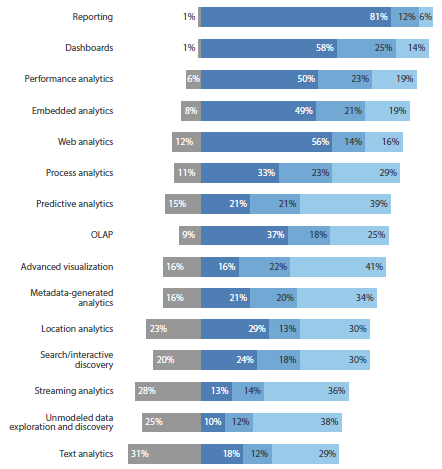 Reporting 1% 81% 12% 6%
Dashboards 1% 58% 25% 14%
Performance analytics 6% 50% 23% 19%
Embedded analytics 8% 49% 21% 19%
Web analytics 12% 56% 14% 16%
Process analytics 11% 33% 23% 29%
Predictive analytics 15% 21% 21% 39%
OLAP 9% 37% 18% 25%
Advanced visualization 16% 16% 22% 41%
Metadata-generated
analytics 16% 21% 20% 34%
Location analytics 23% 29% 13% 30%
Search/interactive
discovery 20% 24% 18% 30%
Streaming analytics 28% 13% 14% 36%
Unmodeled data
exploration and discovery 25% 10% 12% 38%
Text analytics 31% 18% 12% 29%